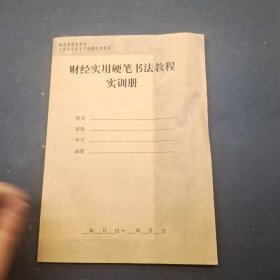 财经实用硬笔书法教程
实训册
姓名
班级
学号
成绩
年 月 日 - 年 月 日